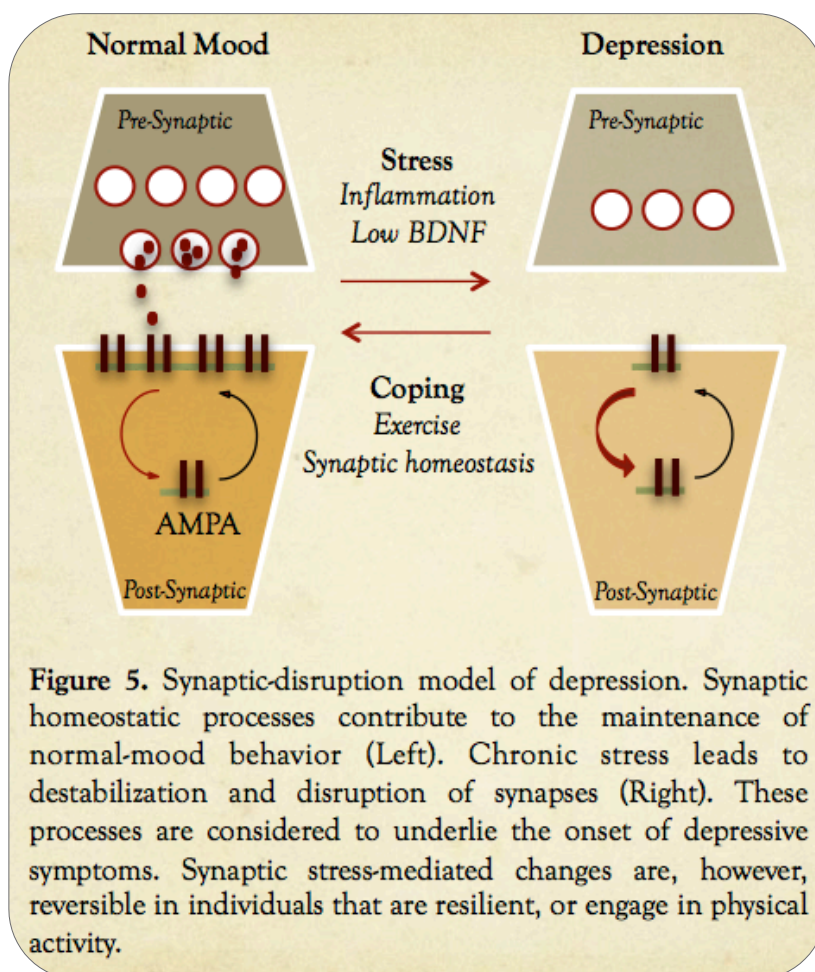 Normal Mood
Depression
Pre-Synaptic
Pre-Synaptic
Stress
Inflammation
Low BDNF
Coping
Exercise
Synaptic homeostasis
AMPA
Post-Synaptic
Post-Synaptic
Figure 5. Synaptic-disruption model of depression. Synaptic
homeostatic processes contribute to the maintenance of
normal-mood behavior (Left). Chronic stress leads to
destabilization and disruption of synapses (Right). These
processes are considered to underlie the onset of depressive
symptoms. Synaptic stress-mediated changes are, however,
reversible in individuals that are resilient, or engage in physical
activity.